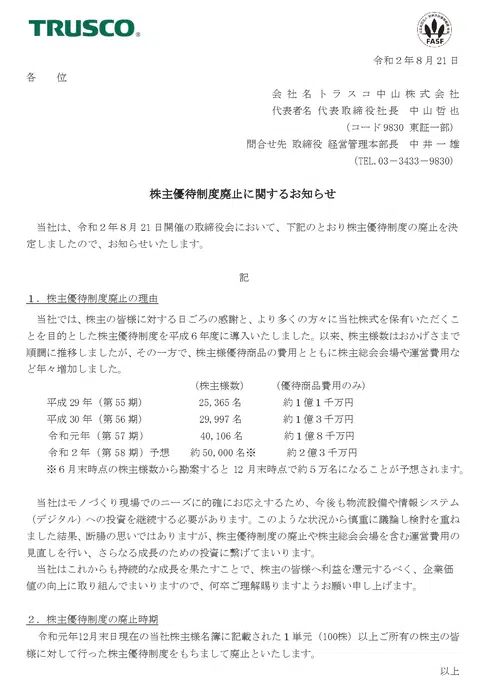 TRUSCO®
FASF
令和２年８月21日
各　　位
会社名トラスコ中山株式会社
代表者名 代表取締役社長　中山哲也
（コード9830 東証一部）
問合せ先 取締役 経営管理本部長　中井一雄
（TEL.03－3433－9830）
株主優待制度廃止に関するお知らせ
当社は、令和２年８月21日開催の取締役会において、下記のとおり株主優待制度の廃止を決
定しましたので、お知らせいたします。
記
１．株主優待制度廃止の理由
当社では、株主の皆様に対する日ごろの感謝と、より多くの方々に当社株式を保有いただくこ
とを目的とした株主優待制度を平成６年度に導入いたしました。以来、株主様数はおかげさまで
順調に推移しましたが、その一方で、株主様優待商品の費用とともに株主総会会場や運営費用な
ど年々増加しました。
（株主様数）　　（優待商品費用のみ）
平成29年（第55期）　25,365名　約１億１千万円
平成30年（第56期）　29,997名　約１億３千万円
令和元年（第57期）　40,106名　約１億８千万円
令和２年（第58期）予想　約50,000名※　約２億３千万円
※６月末時点の株主様数から勘案すると12月末時点で約５万名になることが予想されます。
当社はモノづくり現場でのニーズに的確にお応えするため、今後も物流設備や情報システム
（デジタル）への投資を継続する必要があります。このような状況から慎重に議論し検討を重ね
ました結果、断腸の思いではありますが、株主優待制度の廃止や株主総会会場を含む運営費用の
見直しを行い、さらなる成長のための投資に繋げてまいります。
当社はこれからも持続的な成長を果たすことで、株主の皆様へ利益を還元するべく、企業価
値の向上に取り組んでまいりますので、何卒ご理解賜りますようお願い申し上げます。
２．株主優待制度の廃止時期
令和元年12月末日現在の当社株主様名簿に記載された１単元（100株）以上ご所有の株主の皆
様に対して行った株主優待制度をもちまして廃止といたします。
以上